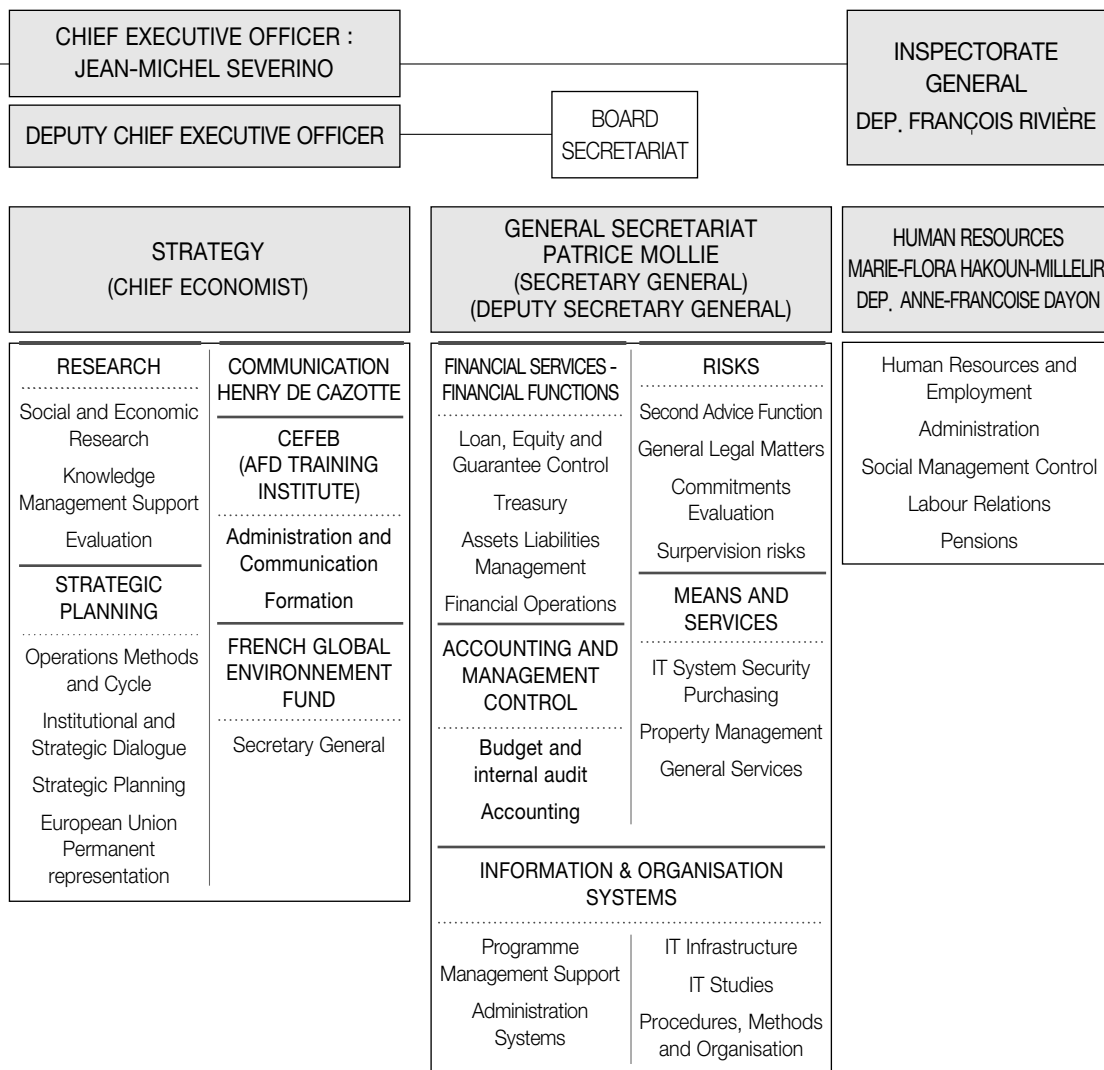 CHIEF EXECUTIVE OFFICER :
JEAN-MICHEL SEVERINO
DEPUTY CHIEF EXECUTIVE OFFICER
BOARD
SECRETARIAT
INSPECTORATE
GENERAL
DEP. FRANÇOIS RIVIÈRE
STRATEGY
(CHIEF ECONOMIST)
RESEARCH
Social and Economic
Research
Knowledge
Management Support
Evaluation
STRATEGIC
PLANNING
Operations Methods
and Cycle
Institutional and
Strategic Dialogue
Strategic Planning
European Union
Permanent
representation
COMMUNICATION
HENRY DE CAZOTTE
CEFEB
(AFD TRAINING
INSTITUTE)
Administration and
Communication
Formation
FRENCH GLOBAL
ENVIRONNEMENT
FUND
Secretary General
GENERAL SECRETARIAT
PATRICE MOLLIE
(SECRETARY GENERAL)
(DEPUTY SECRETARY GENERAL)
FINANCIAL SERVICES -
FINANCIAL FUNCTIONS
Loan, Equity and
Guarantee Control
Treasury
Assets Liabilities
Management
Financial Operations
ACCOUNTING AND
MANAGEMENT
CONTROL
Budget and
internal audit
Accounting
RISKS
Second Advice Function
General Legal Matters
Commitments
Evaluation
Surpervision risks
MEANS AND
SERVICES
IT System Security
Purchasing
Property Management
General Services
INFORMATION & ORGANISATION
SYSTEMS
Programme
Management Support
Administration
Systems
IT Infrastructure
IT Studies
Procedures, Methods
and Organisation
HUMAN RESOURCES
MARIE-FLORA HAKOUN-MILLELIR
DEP. ANNE-FRANCOISE DAYON
Human Resources and
Employment
Administration
Social Management Control
Labour Relations
Pensions